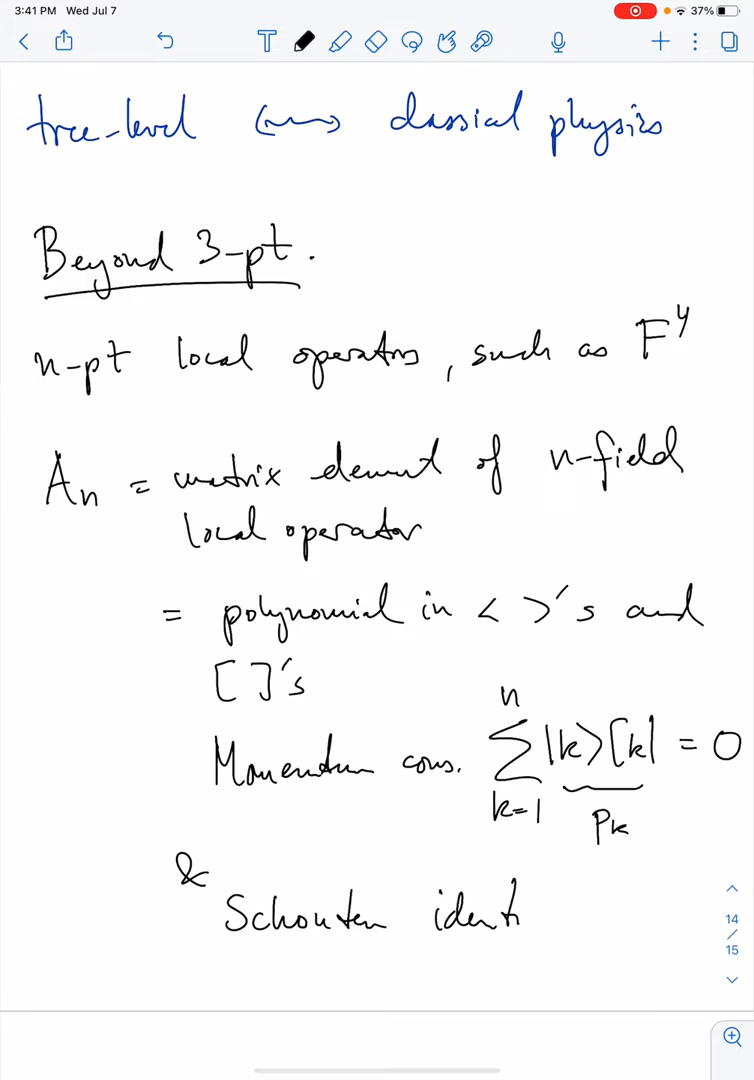 3:41 PM Wed Jul 7
37%
T
tree-level ⟷ classical physics
Beyond 3-pt.
n-pt local operators, such as F⁴
Aₙ = matrix element of n-field
local operator
= polynomial in < >'s and
[ ]'s
Momentum cons. ∑ₖ₌₁ⁿ |k⟩[k| = 0
pₖ
&
Schouten identi
14
/
15